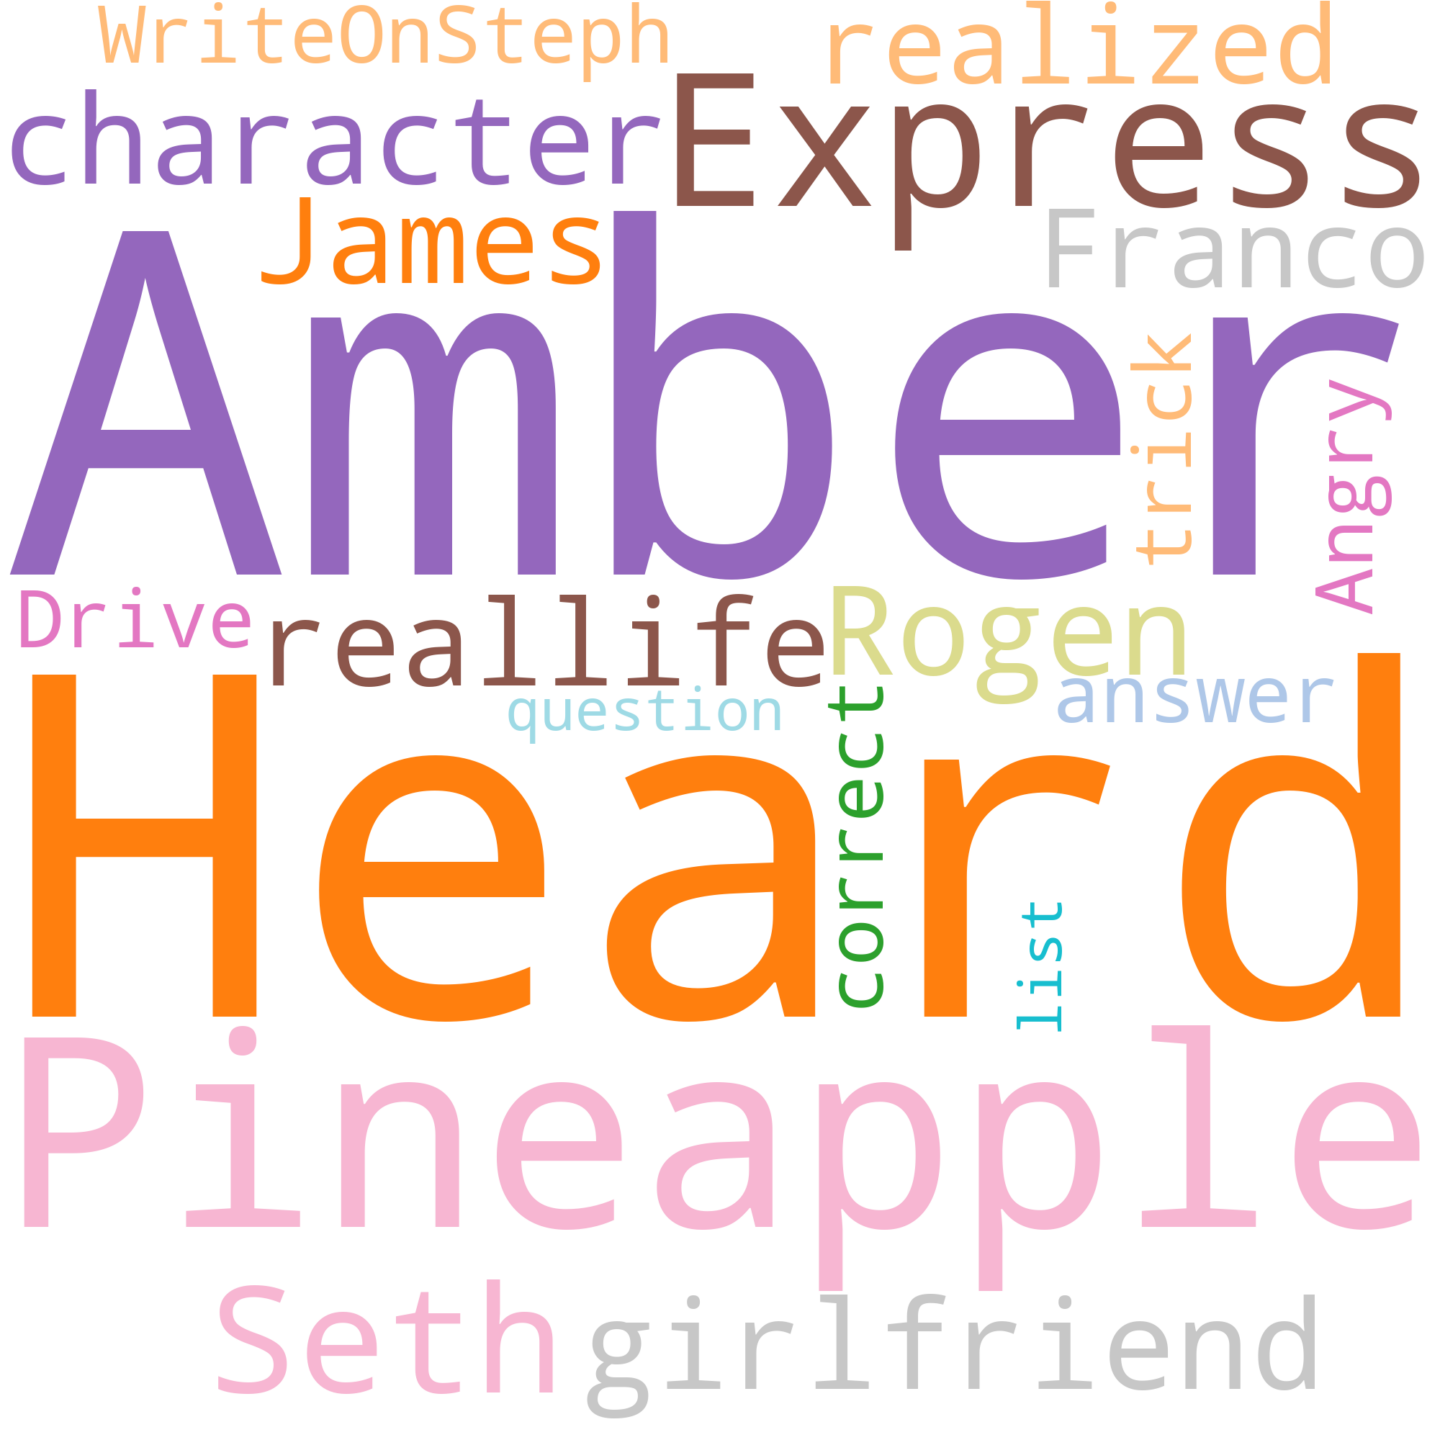 WriteOnSteph
realized
character
Express
James
Franco
Amber
trick
Angry
Drive
reallife
Rogen
question
answer
correct
Heard
list
Pineapple
Seth
girlfriend